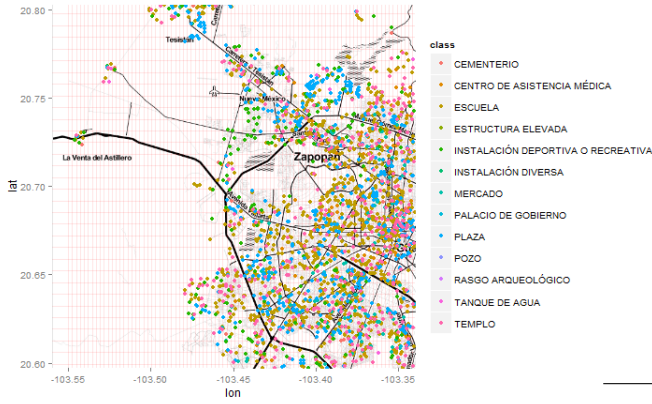 20.80
20.75
20.70
20.65
20.60
lat
-103.55
-103.50
-103.45
-103.40
-103.35
lon
Tesistán
Carretera a Tesistán
Nuevo México
La Venta del Astillero
Zapopan
class
CEMENTERIO
CENTRO DE ASISTENCIA MÉDICA
ESCUELA
ESTRUCTURA ELEVADA
INSTALACIÓN DEPORTIVA O RECREATIVA
INSTALACIÓN DIVERSA
MERCADO
PALACIO DE GOBIERNO
PLAZA
POZO
RASGO ARQUEOLÓGICO
TANQUE DE AGUA
TEMPLO